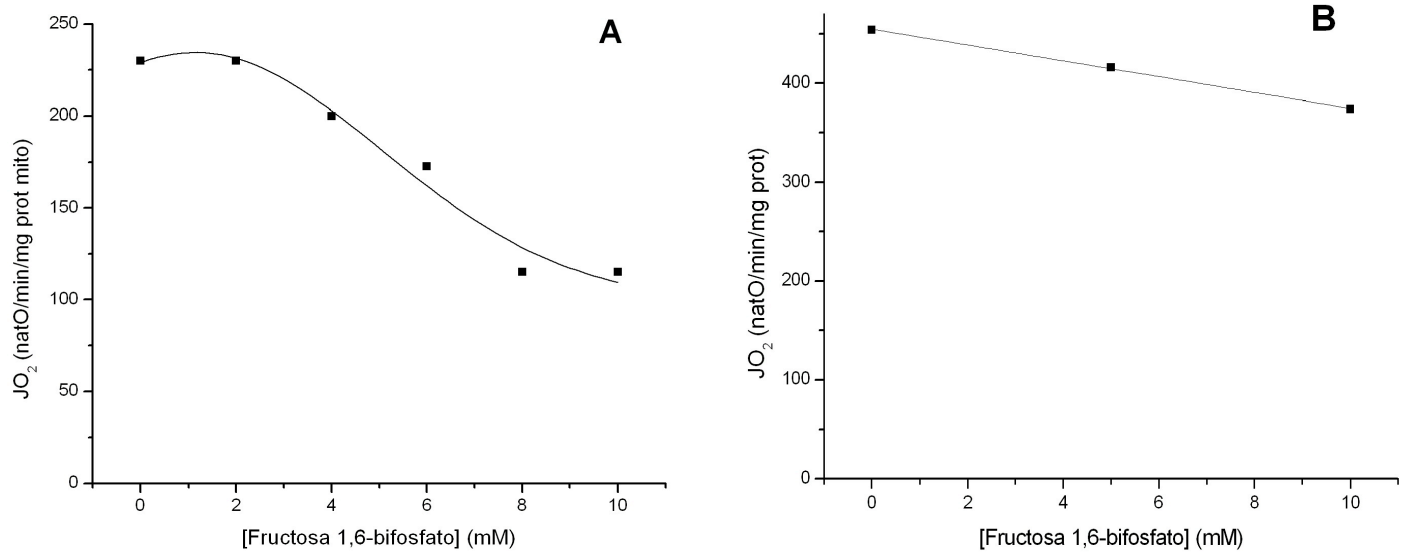 A
250
200
150
100
50
0
JO2 (natO/min/mg prot mito)
0 2 4 6 8 10
[Fructosa 1,6-bifosfato] (mM)
B
400
300
200
100
0
JO2 (natO/min/mg prot)
0 2 4 6 8 10
[Fructosa 1,6-bifosfato] (mM)